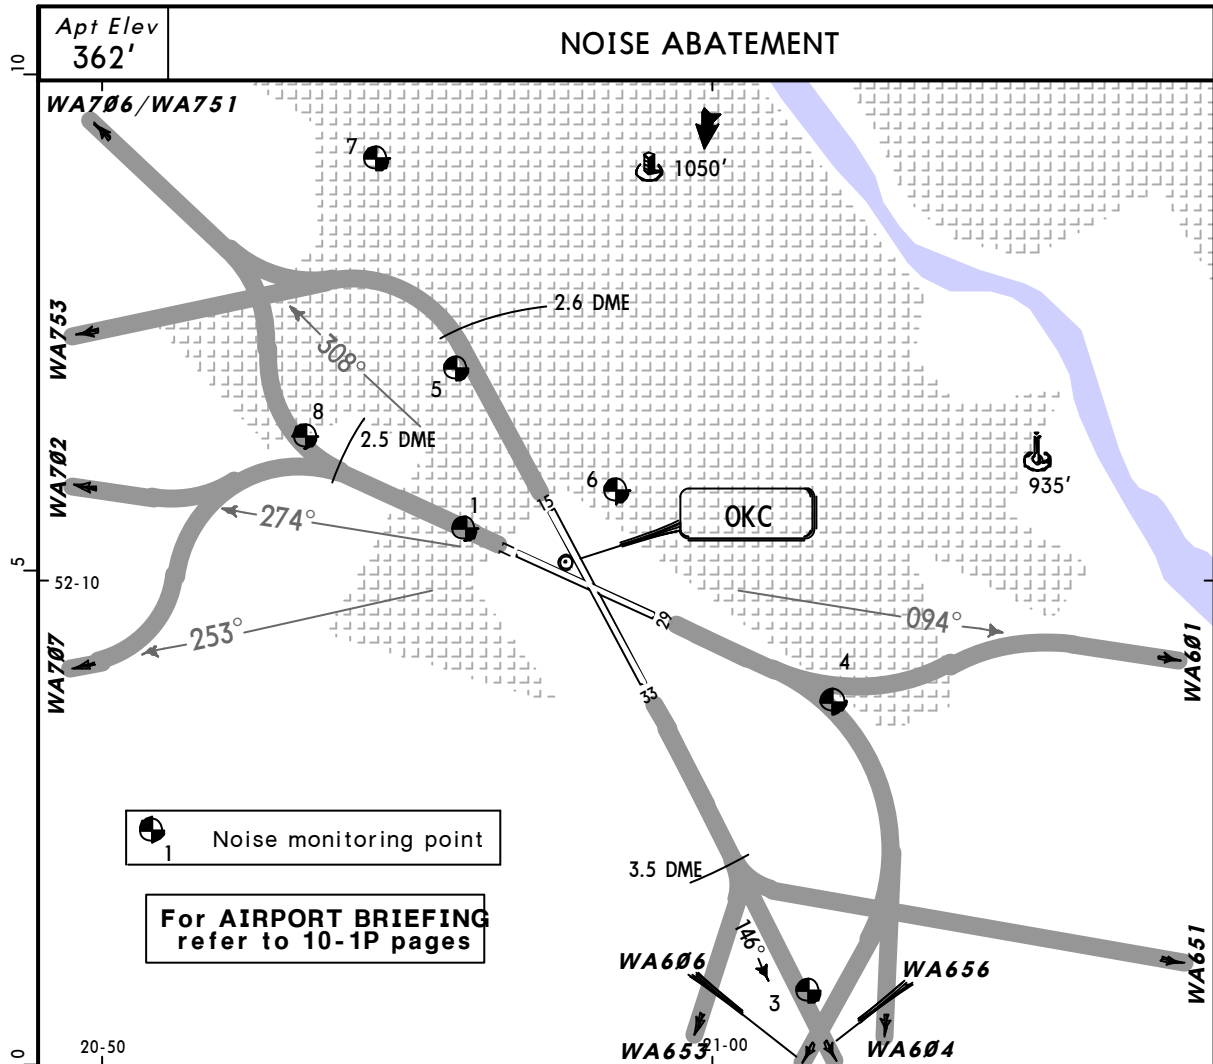 Apt Elev
362'
NOISE ABATEMENT
10
WA7Ø6/WA751
7
1050'
WA753
2.6 DME
308°
5
8
2.5 DME
935'
WA7Ø2
6
15
274°
1
OKC
5
52-10
29
094°
253°
WA7Ø7
4
WA6Ø1
33
1 Noise monitoring point
3.5 DME
For AIRPORT BRIEFING
refer to 10-1P pages
146°
WA6Ø6
WA656
WA651
3
0
20-50
WA653
21-00
WA6Ø4